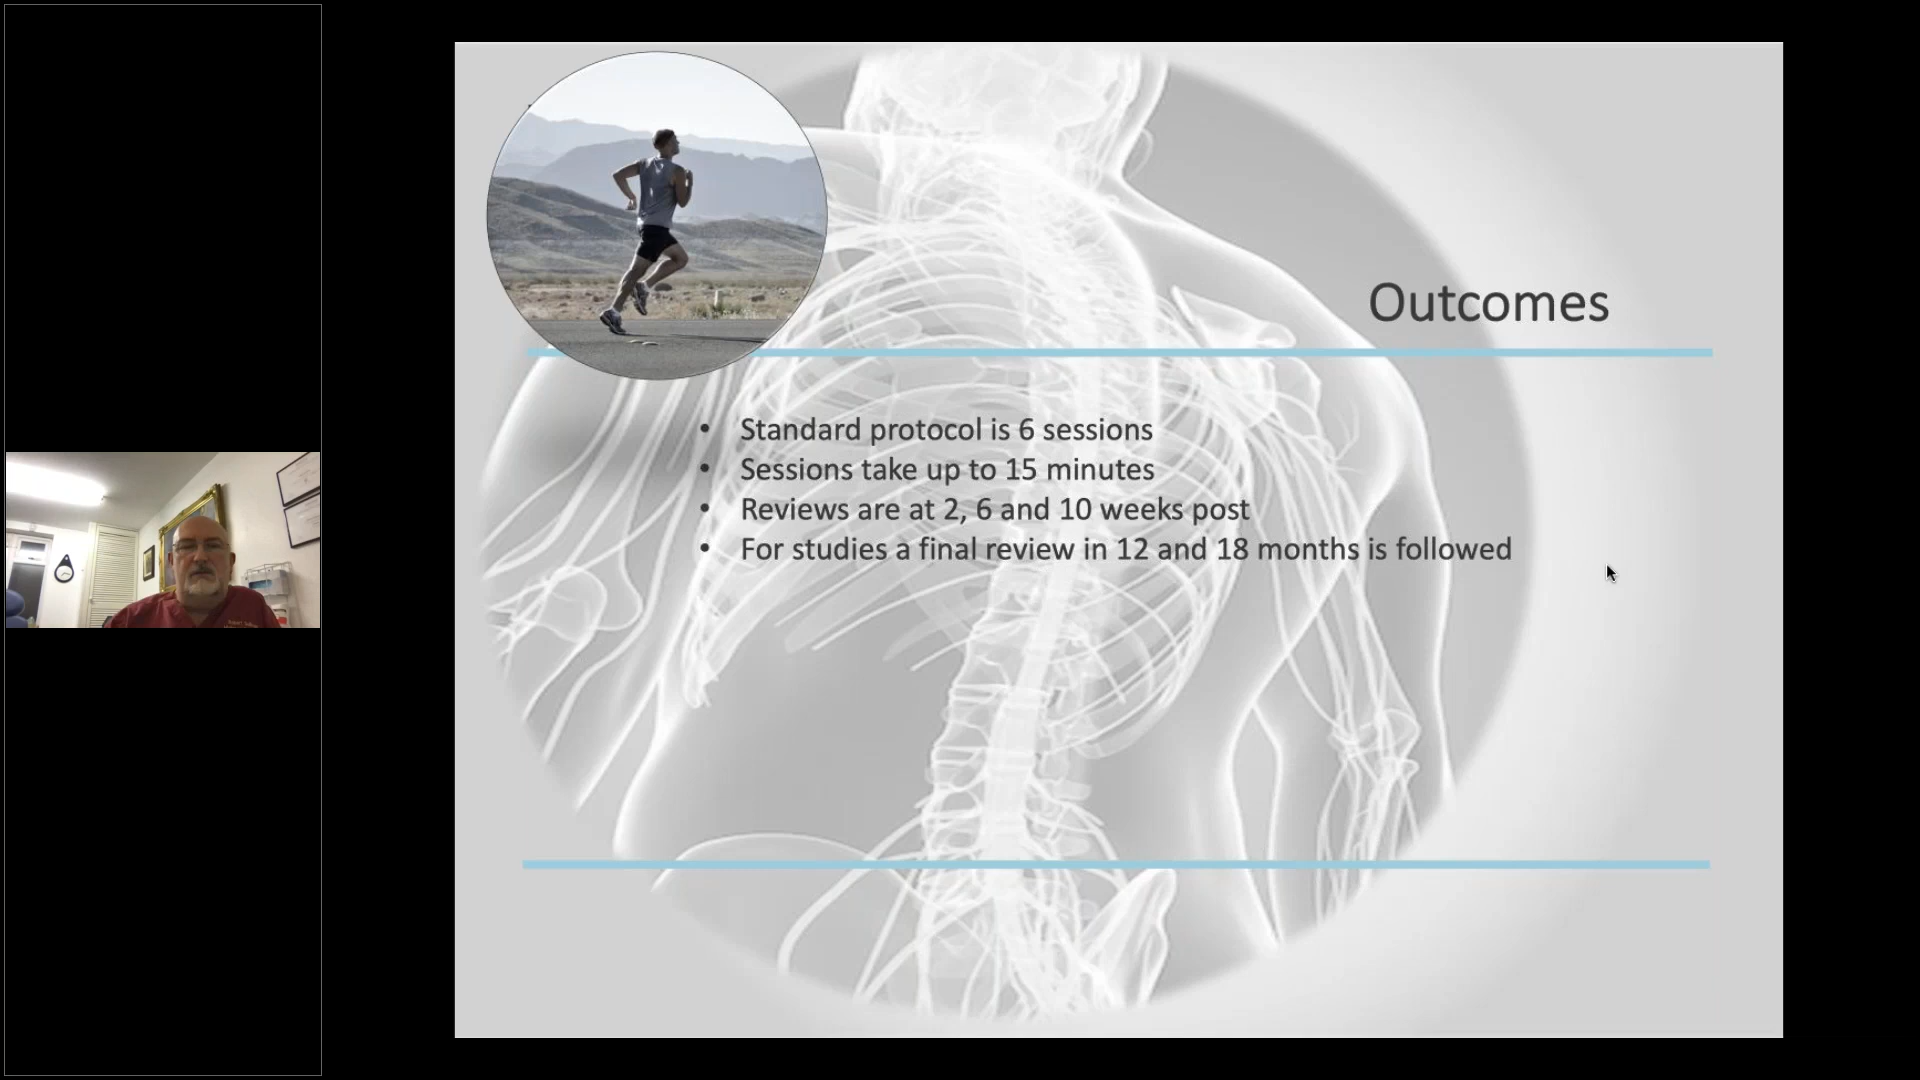 Outcomes
• Standard protocol is 6 sessions
• Sessions take up to 15 minutes
• Reviews are at 2, 6 and 10 weeks post
• For studies a final review in 12 and 18 months is followed